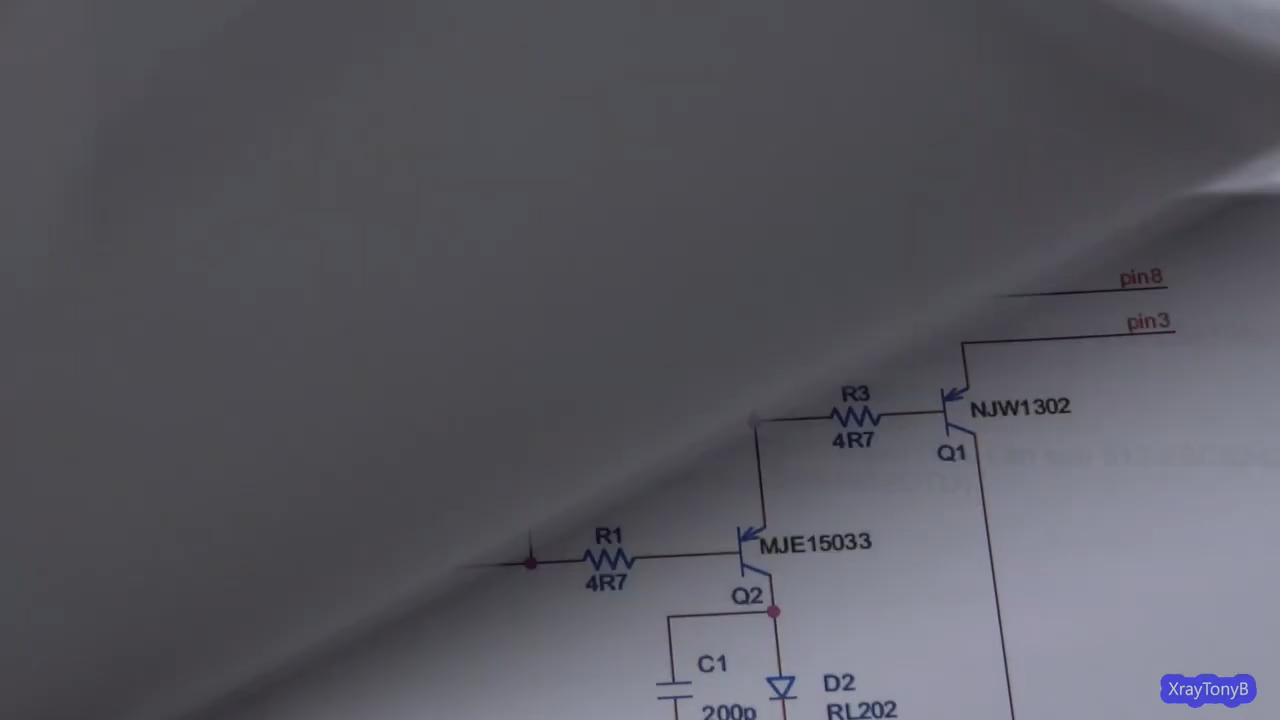 pin8
pin3
R3
4R7
NJW1302
Q1
R1
4R7
MJE15033
Q2
C1
200p
D2
RL202
XrayTonyB